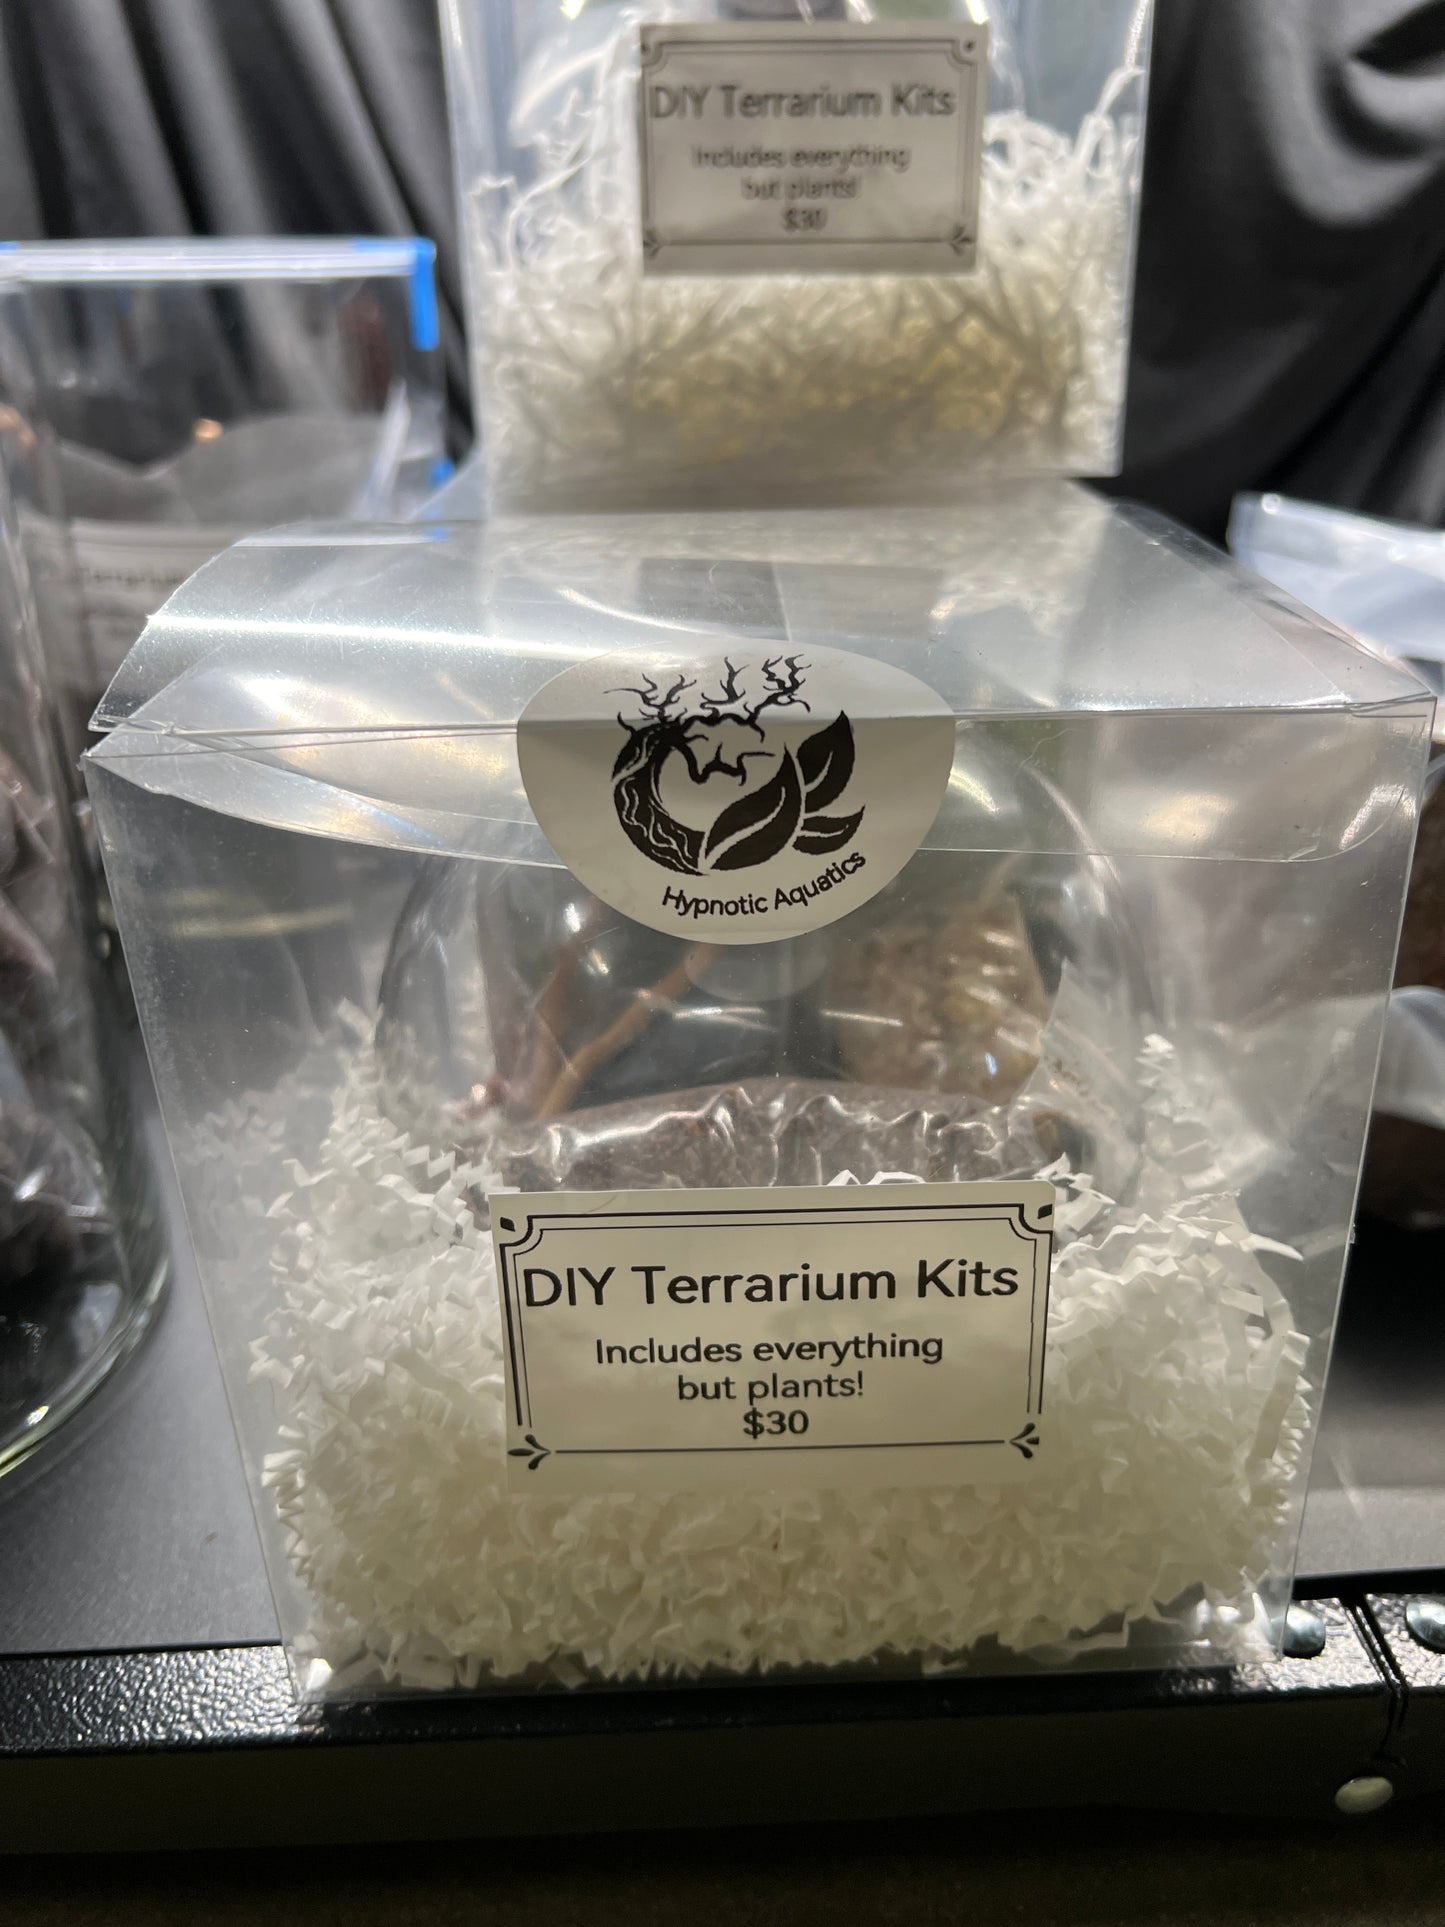 DIY Terrarium Kits
Includes everything
but plants!
$30
Hypnotic Aquatics
DIY Terrarium Kits
Includes everything
but plants!
$30